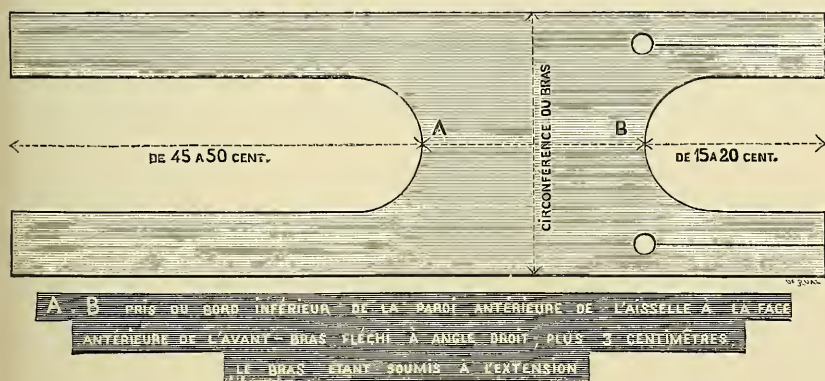 A
B
CIRCONFÉRENCE DU BRAS
DE 45 A 50 CENT.
DE 15 A 20 CENT.
A. B PRIS DU BORD INFÉRIEUR DE LA PAROI ANTÉRIEURE DE L'AISSELLE À LA FACE
ANTÉRIEURE DE L'AVANT-BRAS FLÉCHI À ANGLE DROIT, PLUS 3 CENTIMÈTRES,
LE BRAS ÉTANT SOUMIS À L'EXTENSION